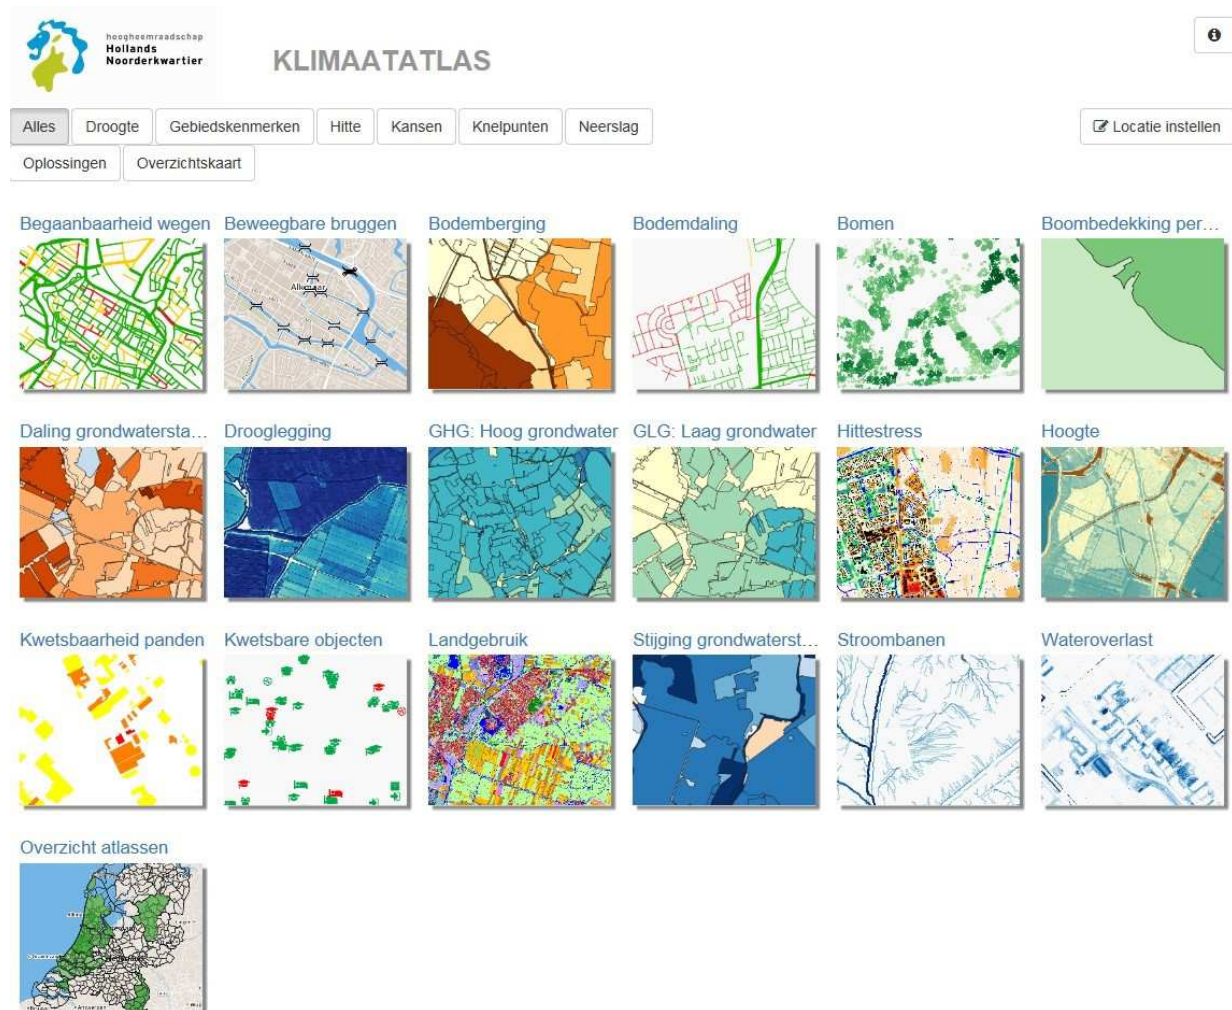 hoogheemraadschap
Hollands
Noorderkwartier
KLIMAATATLAS
Alles Droogte Gebiedskenmerken Hitte Kansen Knelpunten Neerslag
Locatie instellen
Oplossingen Overzichtskaart
Begaanbaarheid wegen Beweegbare bruggen Bodemberging Bodemdaling Bomen Boombedekking per...
Daling grondwatersta... Drooglegging GHG: Hoog grondwater GLG: Laag grondwater Hittestress Hoogte
Kwetsbaarheid panden Kwetsbare objecten Landgebruik Stijging grondwaterst... Stroombanen Wateroverlast
Overzicht atlassen